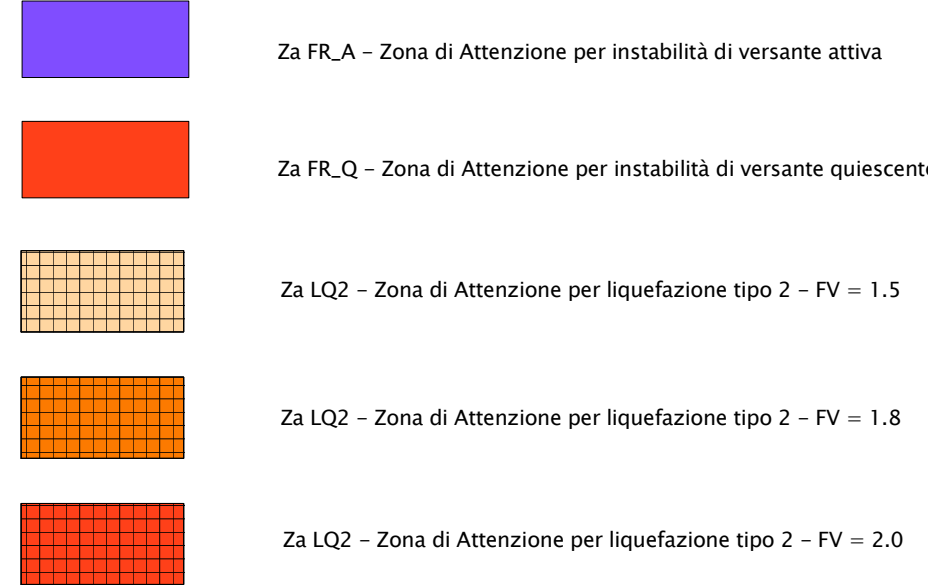 Za FR_A – Zona di Attenzione per instabilità di versante attiva
Za FR_Q – Zona di Attenzione per instabilità di versante quiescente
Za LQ2 – Zona di Attenzione per liquefazione tipo 2 – FV = 1.5
Za LQ2 – Zona di Attenzione per liquefazione tipo 2 – FV = 1.8
Za LQ2 – Zona di Attenzione per liquefazione tipo 2 – FV = 2.0